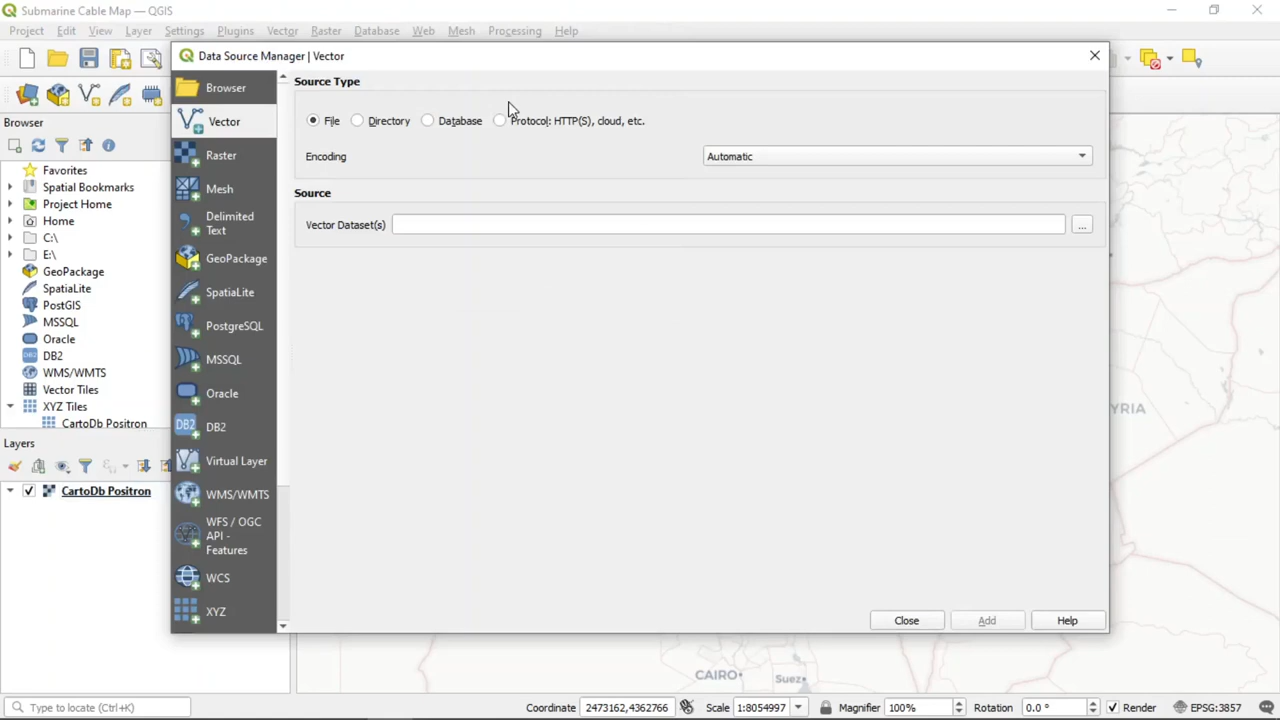 Submarine Cable Map — QGIS
Project Edit View Layer Settings Plugins Vector Raster Database Web Mesh Processing Help
Data Source Manager | Vector
Browser
Vector
Raster
Mesh
Delimited
Text
GeoPackage
SpatiaLite
PostgreSQL
MSSQL
Oracle
DB2
Virtual Layer
WMS/WMTS
WFS / OGC
API -
Features
WCS
XYZ
Source Type
File Directory Database Protocol: HTTP(S), cloud, etc.
Encoding Automatic
Source
Vector Dataset(s) ...
Close Add Help
Browser
Favorites
Spatial Bookmarks
Project Home
Home
C:\
E:\
GeoPackage
SpatiaLite
PostGIS
MSSQL
Oracle
DB2
WMS/WMTS
Vector Tiles
XYZ Tiles
CartoDb Positron
Layers
CartoDb Positron
YRIA
CAIRO
Suez
Type to locate (Ctrl+K) Coordinate 2473162,4362766 Scale 1:8054997 Magnifier 100% Rotation 0.0 ° Render EPSG:3857